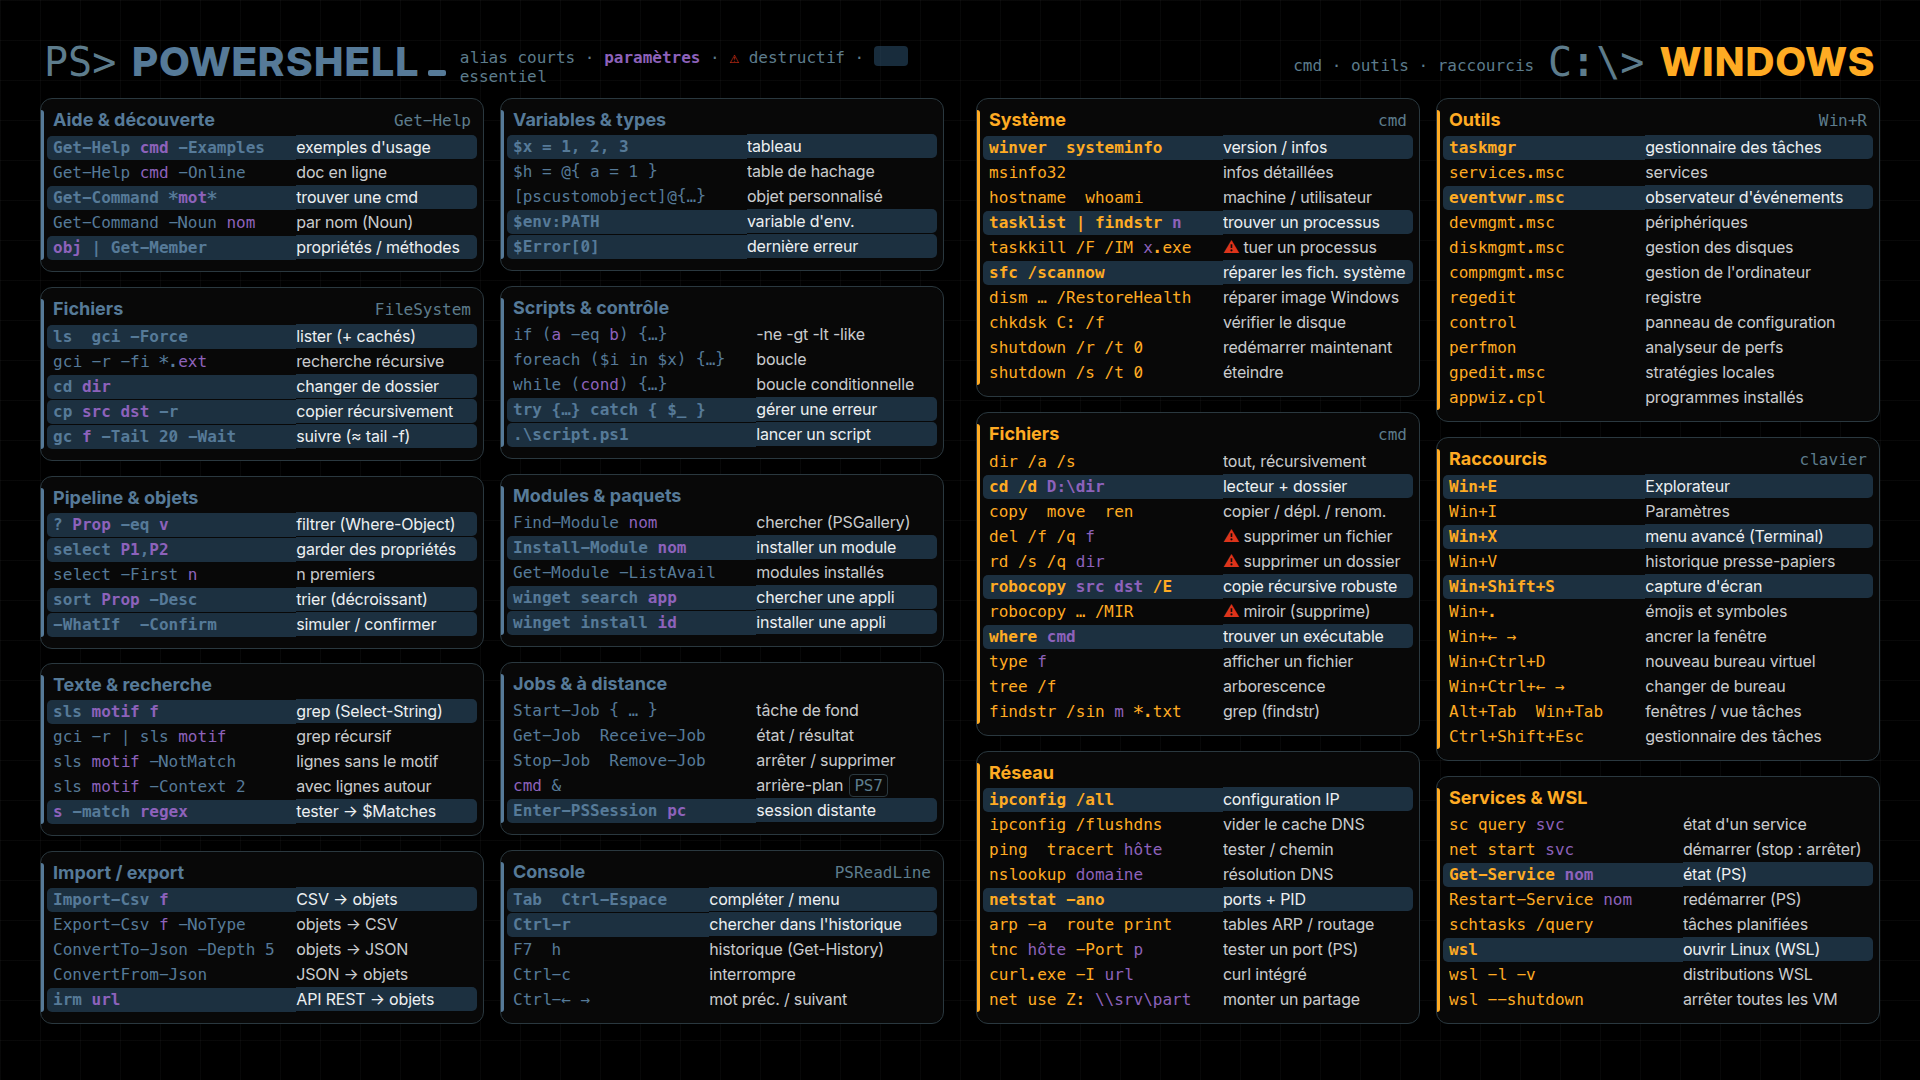 PS> POWERSHELL_
alias courts · paramètres · ⚠ destructif ·
essentiel
Aide & découverte Get-Help
Get-Help cmd -Examples exemples d'usage
Get-Help cmd -Online doc en ligne
Get-Command *mot* trouver une cmd
Get-Command -Noun nom par nom (Noun)
obj | Get-Member propriétés / méthodes
Fichiers FileSystem
ls gci -Force lister (+ cachés)
gci -r -fi *.ext recherche récursive
cd dir changer de dossier
cp src dst -r copier récursivement
gc f -Tail 20 -Wait suivre (≈ tail -f)
Pipeline & objets
? Prop -eq v filtrer (Where-Object)
select P1,P2 garder des propriétés
select -First n n premiers
sort Prop -Desc trier (décroissant)
-WhatIf -Confirm simuler / confirmer
Texte & recherche
sls motif f grep (Select-String)
gci -r | sls motif grep récursif
sls motif -NotMatch lignes sans le motif
sls motif -Context 2 avec lignes autour
s -match regex tester → $Matches
Import / export
Import-Csv f CSV → objets
Export-Csv f -NoType objets → CSV
ConvertTo-Json -Depth 5 objets → JSON
ConvertFrom-Json JSON → objets
irm url API REST → objets
Variables & types
$x = 1, 2, 3 tableau
$h = @{ a = 1 } table de hachage
[pscustomobject]@{…} objet personnalisé
$env:PATH variable d'env.
$Error[0] dernière erreur
Scripts & contrôle
if (a -eq b) {…} -ne -gt -lt -like
foreach ($i in $x) {…} boucle
while (cond) {…} boucle conditionnelle
try {…} catch { $_ } gérer une erreur
.\script.ps1 lancer un script
Modules & paquets
Find-Module nom chercher (PSGallery)
Install-Module nom installer un module
Get-Module -ListAvail modules installés
winget search app chercher une appli
winget install id installer une appli
Jobs & à distance
Start-Job { … } tâche de fond
Get-Job Receive-Job état / résultat
Stop-Job Remove-Job arrêter / supprimer
cmd & arrière-plan PS7
Enter-PSSession pc session distante
Console PSReadLine
Tab Ctrl-Espace compléter / menu
Ctrl-r chercher dans l'historique
F7 h historique (Get-History)
Ctrl-c interrompre
Ctrl-← → mot préc. / suivant
cmd · outils · raccourcis C:\> WINDOWS
Système cmd
winver systeminfo version / infos
msinfo32 infos détaillées
hostname whoami machine / utilisateur
tasklist | findstr n trouver un processus
taskkill /F /IM x.exe ⚠ tuer un processus
sfc /scannow réparer les fich. système
dism … /RestoreHealth réparer image Windows
chkdsk C: /f vérifier le disque
shutdown /r /t 0 redémarrer maintenant
shutdown /s /t 0 éteindre
Fichiers cmd
dir /a /s tout, récursivement
cd /d D:\dir lecteur + dossier
copy move ren copier / dépl. / renom.
del /f /q f ⚠ supprimer un fichier
rd /s /q dir ⚠ supprimer un dossier
robocopy src dst /E copie récursive robuste
robocopy … /MIR ⚠ miroir (supprime)
where cmd trouver un exécutable
type f afficher un fichier
tree /f arborescence
findstr /sin m *.txt grep (findstr)
Réseau
ipconfig /all configuration IP
ipconfig /flushdns vider le cache DNS
ping tracert hôte tester / chemin
nslookup domaine résolution DNS
netstat -ano ports + PID
arp -a route print tables ARP / routage
tnc hôte -Port p tester un port (PS)
curl.exe -I url curl intégré
net use Z: \\srv\part monter un partage
Outils Win+R
taskmgr gestionnaire des tâches
services.msc services
eventvwr.msc observateur d'événements
devmgmt.msc périphériques
diskmgmt.msc gestion des disques
compmgmt.msc gestion de l'ordinateur
regedit registre
control panneau de configuration
perfmon analyseur de perfs
gpedit.msc stratégies locales
appwiz.cpl programmes installés
Raccourcis clavier
Win+E Explorateur
Win+I Paramètres
Win+X menu avancé (Terminal)
Win+V historique presse-papiers
Win+Shift+S capture d'écran
Win+. émojis et symboles
Win+← → ancrer la fenêtre
Win+Ctrl+D nouveau bureau virtuel
Win+Ctrl+← → changer de bureau
Alt+Tab Win+Tab fenêtres / vue tâches
Ctrl+Shift+Esc gestionnaire des tâches
Services & WSL
sc query svc état d'un service
net start svc démarrer (stop : arrêter)
Get-Service nom état (PS)
Restart-Service nom redémarrer (PS)
schtasks /query tâches planifiées
wsl ouvrir Linux (WSL)
wsl -l -v distributions WSL
wsl --shutdown arrêter toutes les VM